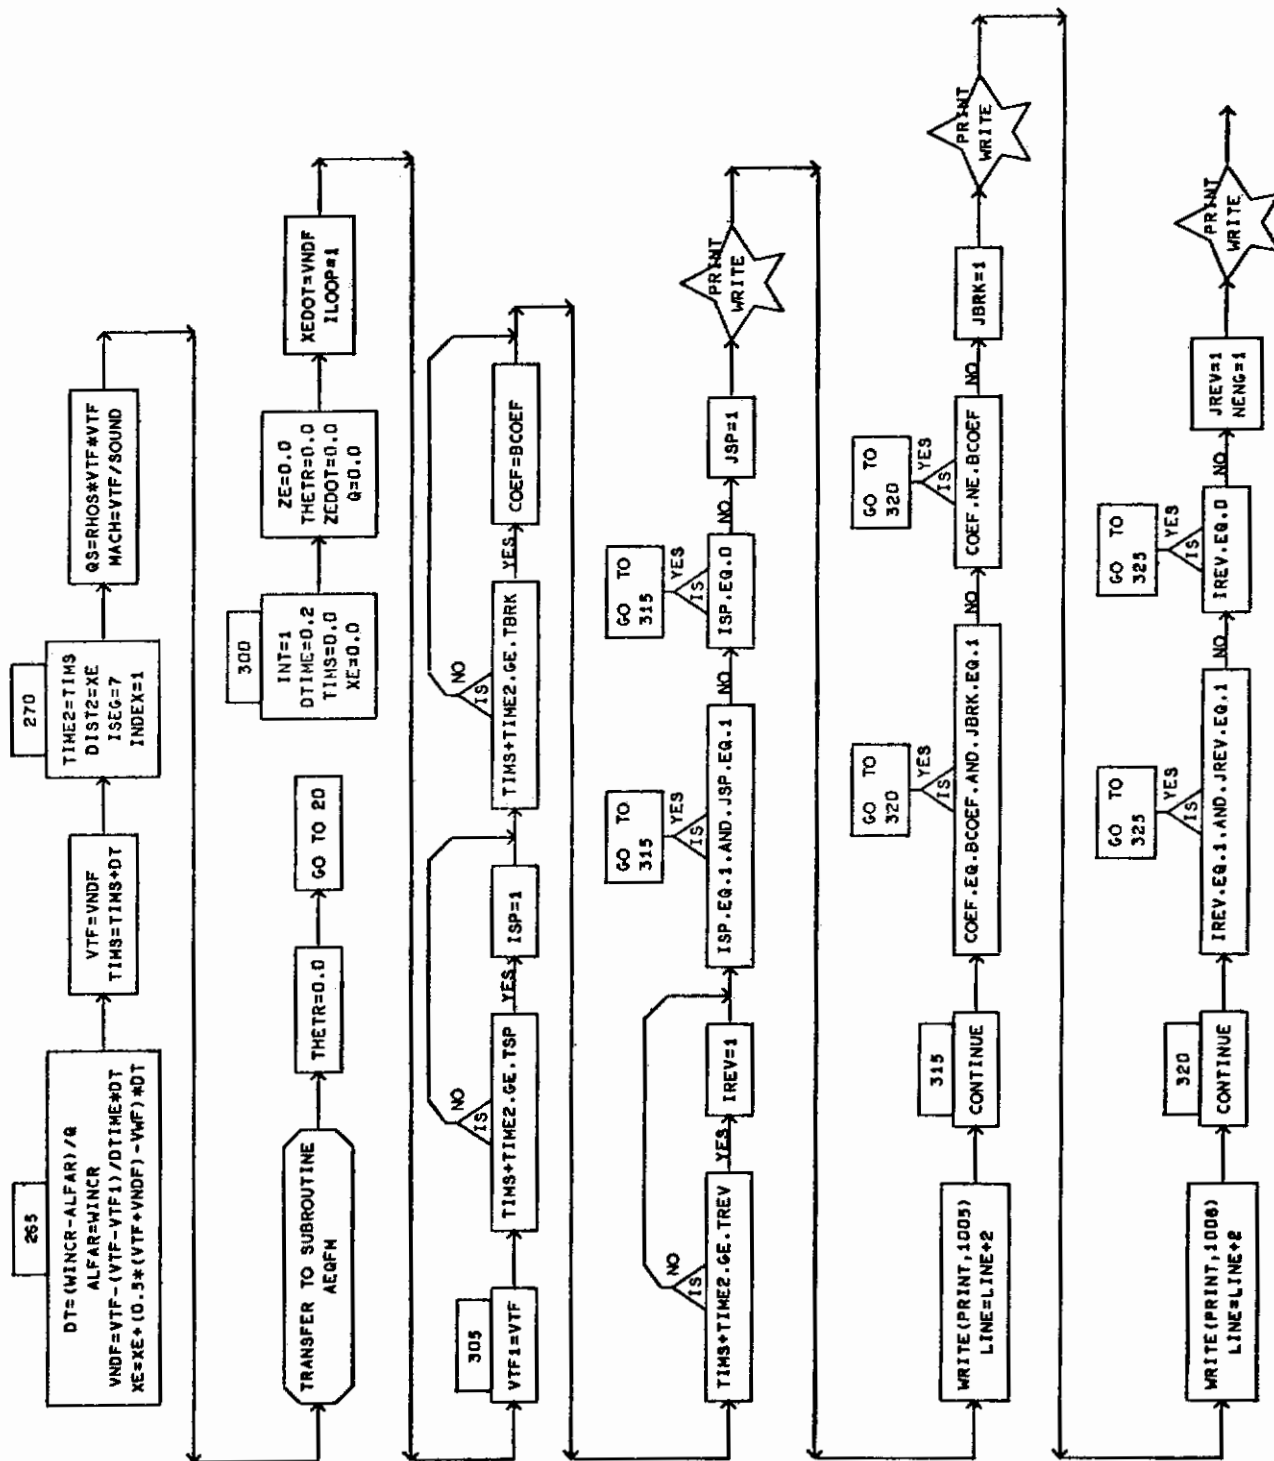 265
DT=(WINCR-ALFAR)/Q
ALFAR=WINCR
VNDF=VTF-(VTF-VTF1)/DTIME*DT
XE=XE+(0.5*(VTF+VNDF)-VWF)*DT
VTF=VNDF
TIMS=TIMS+DT
270
TIME2=TIMS
DIST2=XE
ISEG=7
INDEX=1
QS=RHOS*VTF*VTF
MACH=VTF/SOUND
TRANSFER TO SUBROUTINE
AEQFM
THETR=0.0
GO TO 20
300
INT=1
DTIME=0.2
TIMS=0.0
XE=0.0
ZE=0.0
THETR=0.0
ZEDOT=0.0
Q=0.0
XEDOT=VNDF
ILOOP=1
305
VTF1=VTF
NO
IS
TIMS+TIME2.GE.TSP
YES
ISP=1
NO
IS
TIMS+TIME2.GE.TBRK
YES
COEF=BCOEF
NO
IS
TIMS+TIME2.GE.TREV
YES
IREV=1
GO TO
315
YES
IS
ISP.EQ.1.AND.JSP.EQ.1
NO
GO TO
315
YES
IS
ISP.EQ.0
NO
JSP=1
PRINT
WRITE
WRITE(PRINT,1005)
LINE=LINE+2
315
CONTINUE
GO TO
320
YES
IS
COEF.EQ.BCOEF.AND.JBRK.EQ.1
NO
GO TO
320
YES
IS
COEF.NE.BCOEF
NO
JBRK=1
PRINT
WRITE
WRITE(PRINT,1006)
LINE=LINE+2
320
CONTINUE
GO TO
325
YES
IS
IREV.EQ.1.AND.JREV.EQ.1
NO
GO TO
325
YES
IS
IREV.EQ.0
NO
JREV=1
NENG=1
PRINT
WRITE